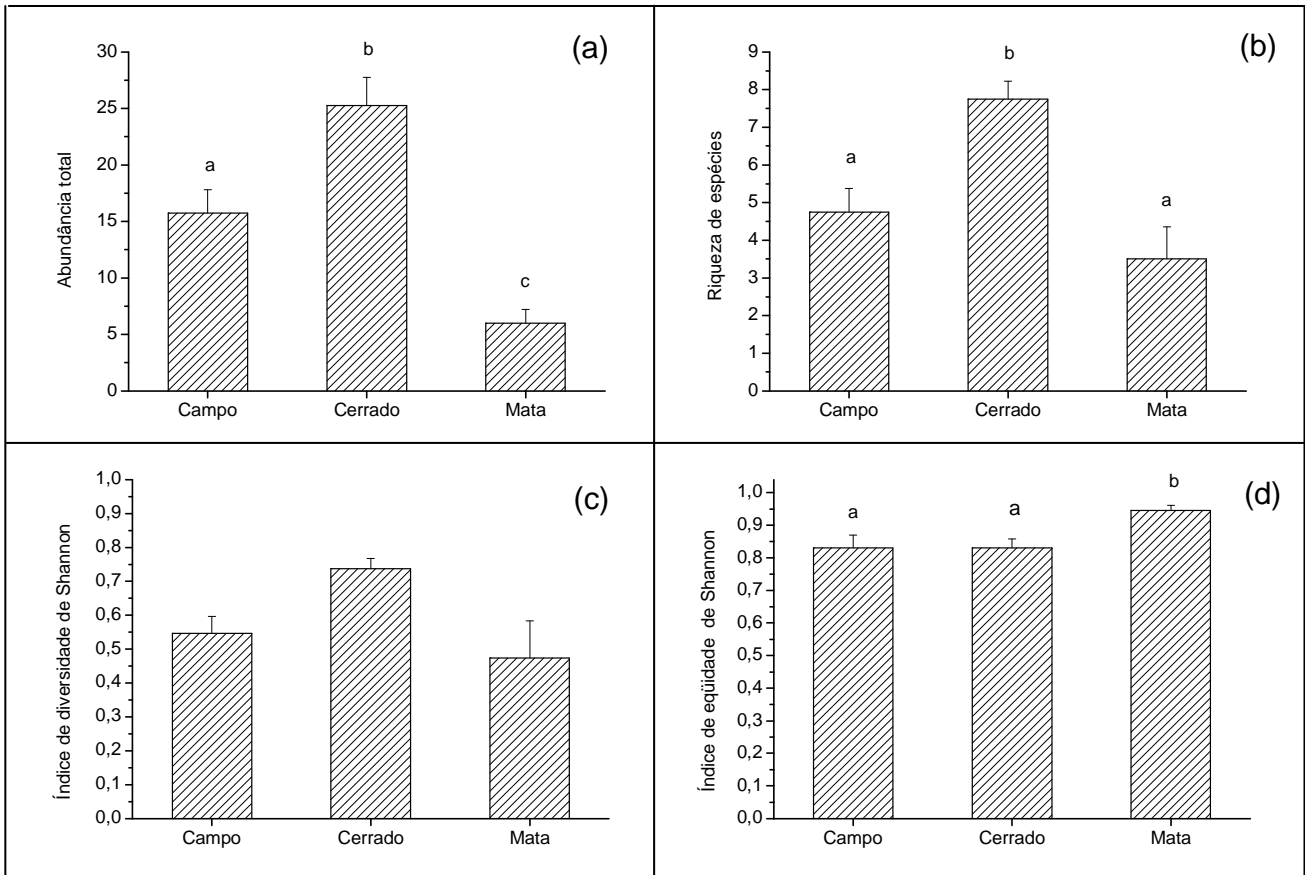 (a)
Abundância total
30
25
20
15
10
5
0
a
b
c
Campo Cerrado Mata
(b)
Riqueza de espécies
9
8
7
6
5
4
3
2
1
0
a
b
a
Campo Cerrado Mata
(c)
Índice de diversidade de Shannon
1,0
0,9
0,8
0,7
0,6
0,5
0,4
0,3
0,2
0,1
0,0
Campo Cerrado Mata
(d)
Índice de eqüidade de Shannon
1,0
0,9
0,8
0,7
0,6
0,5
0,4
0,3
0,2
0,1
0,0
a
a
b
Campo Cerrado Mata